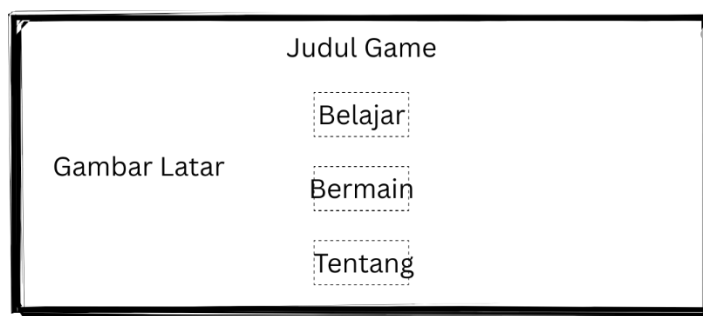 Judul Game
Belajar
Gambar Latar
Bermain
Tentang